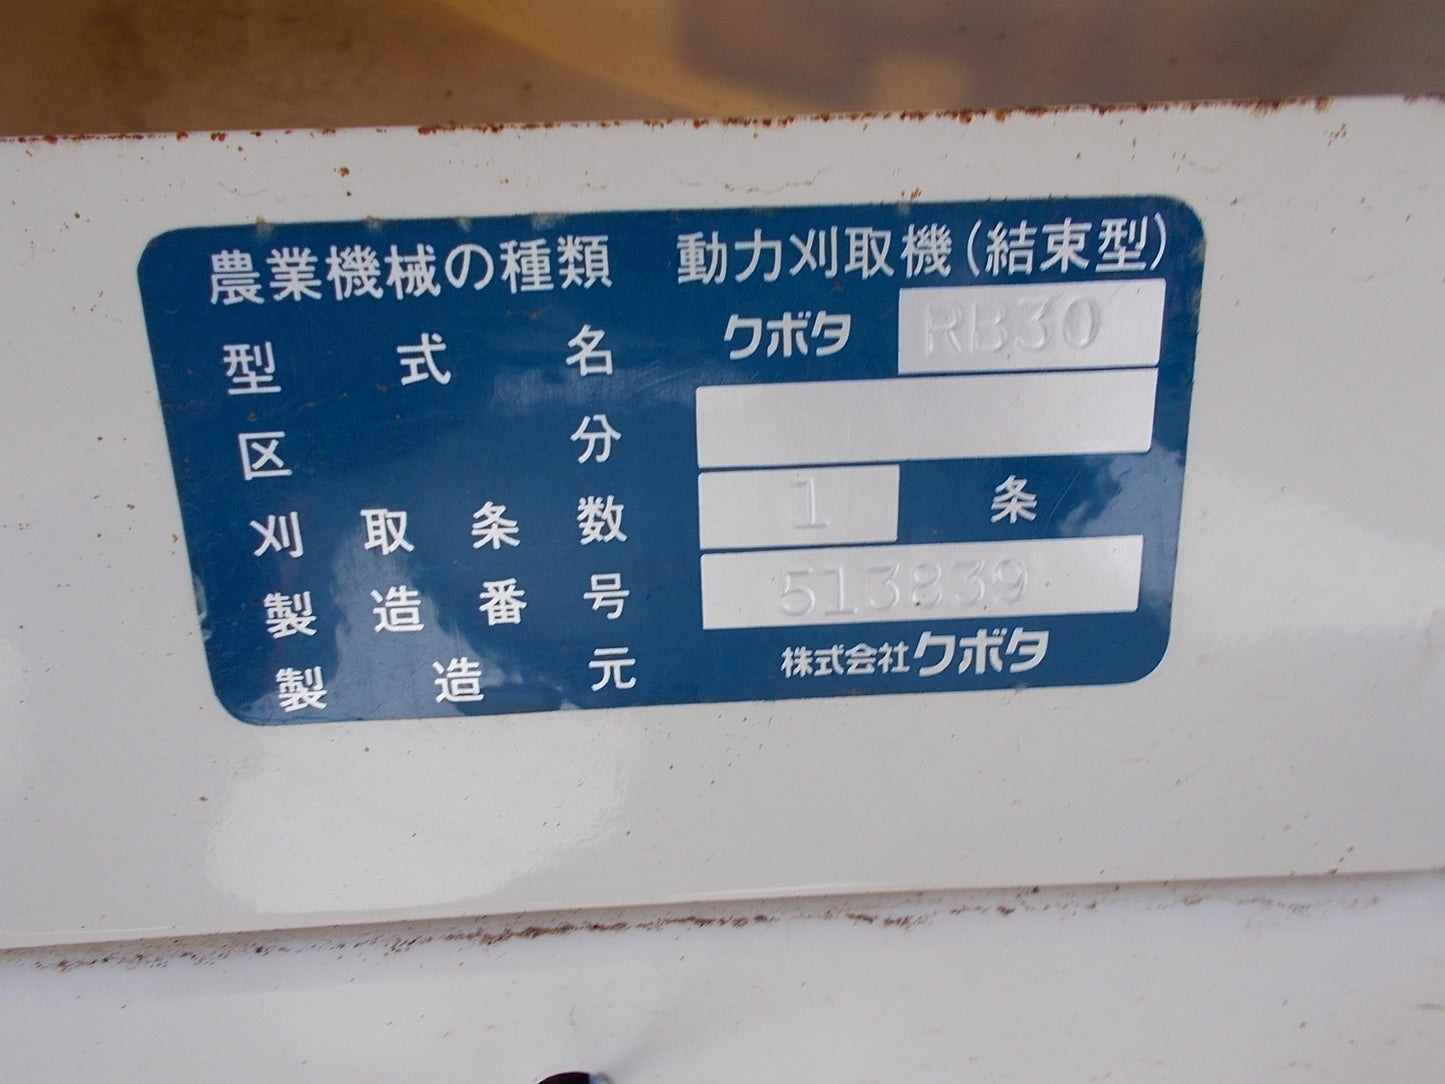 農業機械の種類 動力刈取機(結束型)
型式名 クボタ RB30
区分
刈取条数 1 条
製造番号 513839
製造元 株式会社クボタ